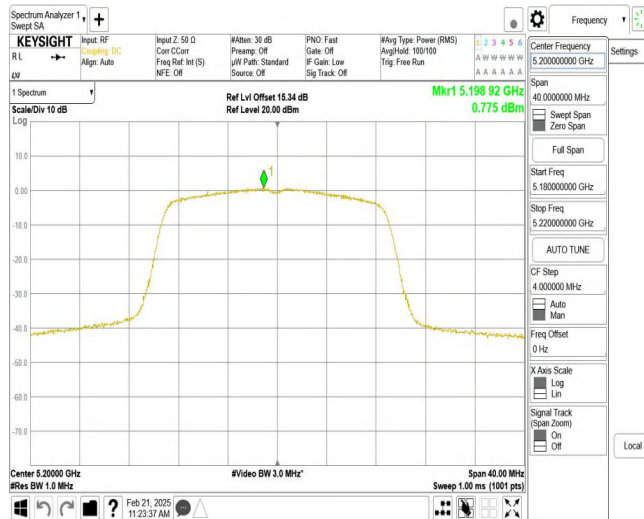 Spectrum Analyzer 1
Swept SA
Frequency
KEYSIGHT
R L
Input: RF
Coupling: DC
Align: Auto
Input Z: 50 Ω
Corr CCorr
Freq Ref: Int (S)
NFE: Off
#Atten: 30 dB
Preamp: Off
µW Path: Standard
Source: Off
PNO: Fast
Gate: Off
IF Gain: Low
Sig Track: Off
#Avg Type: Power (RMS)
Avg|Hold: 100/100
Trig: Free Run
1 2 3 4 5 6
A W W W W W
A A A A A A
1 Spectrum
Scale/Div 10 dB
Log
Ref Lvl Offset 15.34 dB
Ref Level 20.00 dBm
Mkr1 5.198 92 GHz
0.775 dBm
1
10.0
0.00
-10.0
-20.0
-30.0
-40.0
-50.0
-60.0
-70.0
Center 5.20000 GHz
#Res BW 1.0 MHz
#Video BW 3.0 MHz*
Span 40.00 MHz
Sweep 1.00 ms (1001 pts)
Feb 21, 2025
11:23:37 AM
?
Center Frequency
5.200000000 GHz
Settings
Span
40.0000000 MHz
Swept Span
Zero Span
Full Span
Start Freq
5.180000000 GHz
Stop Freq
5.220000000 GHz
AUTO TUNE
CF Step
4.000000 MHz
Auto
Man
Freq Offset
0 Hz
X Axis Scale
Log
Lin
Signal Track
(Span Zoom)
On
Off
Local